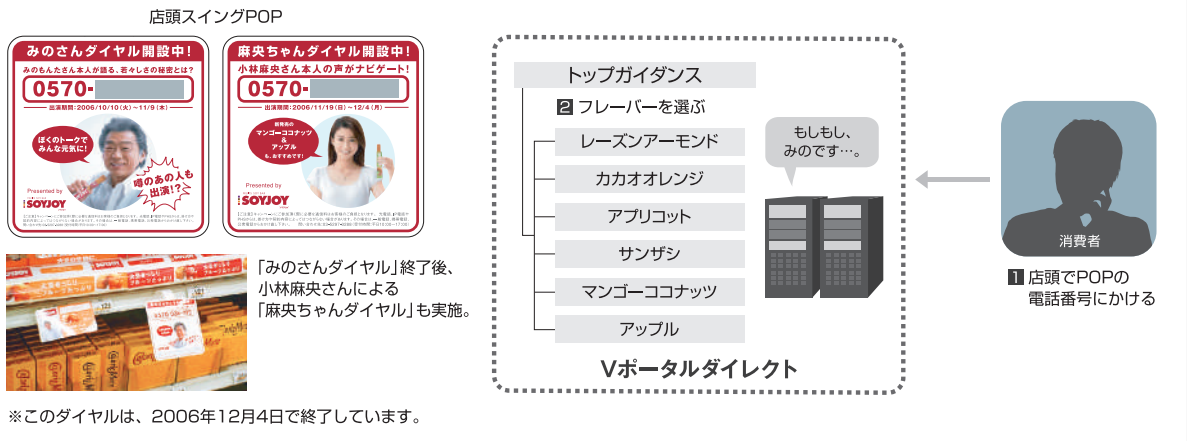 店頭スイングPOP
みのさんダイヤル開設中!
みのもんたさん本人が語る、若々しさの秘密とは?
0570-
出演期間:2006/10/10(火)~11/9(木)
ぼくのトークで
みんな元気に!
噂のあの人も
出演!?
Presented by
SOYJOY
麻央ちゃんダイヤル開設中!
小林麻央さん本人の声がナビゲート!
0570-
出演期間:2006/11/19(日)~12/4(月)
新発売の
マンゴーココナッツ
&
アップル
も、おすすめです!
Presented by
SOYJOY
「みのさんダイヤル」終了後、
小林麻央さんによる
「麻央ちゃんダイヤル」も実施。
※このダイヤルは、2006年12月4日で終了しています。
トップガイダンス
2 フレーバーを選ぶ
レーズンアーモンド
カカオオレンジ
アプリコット
サンザシ
マンゴーココナッツ
アップル
もしもし、
みのです…。
Vポータルダイレクト
消費者
1 店頭でPOPの
電話番号にかける